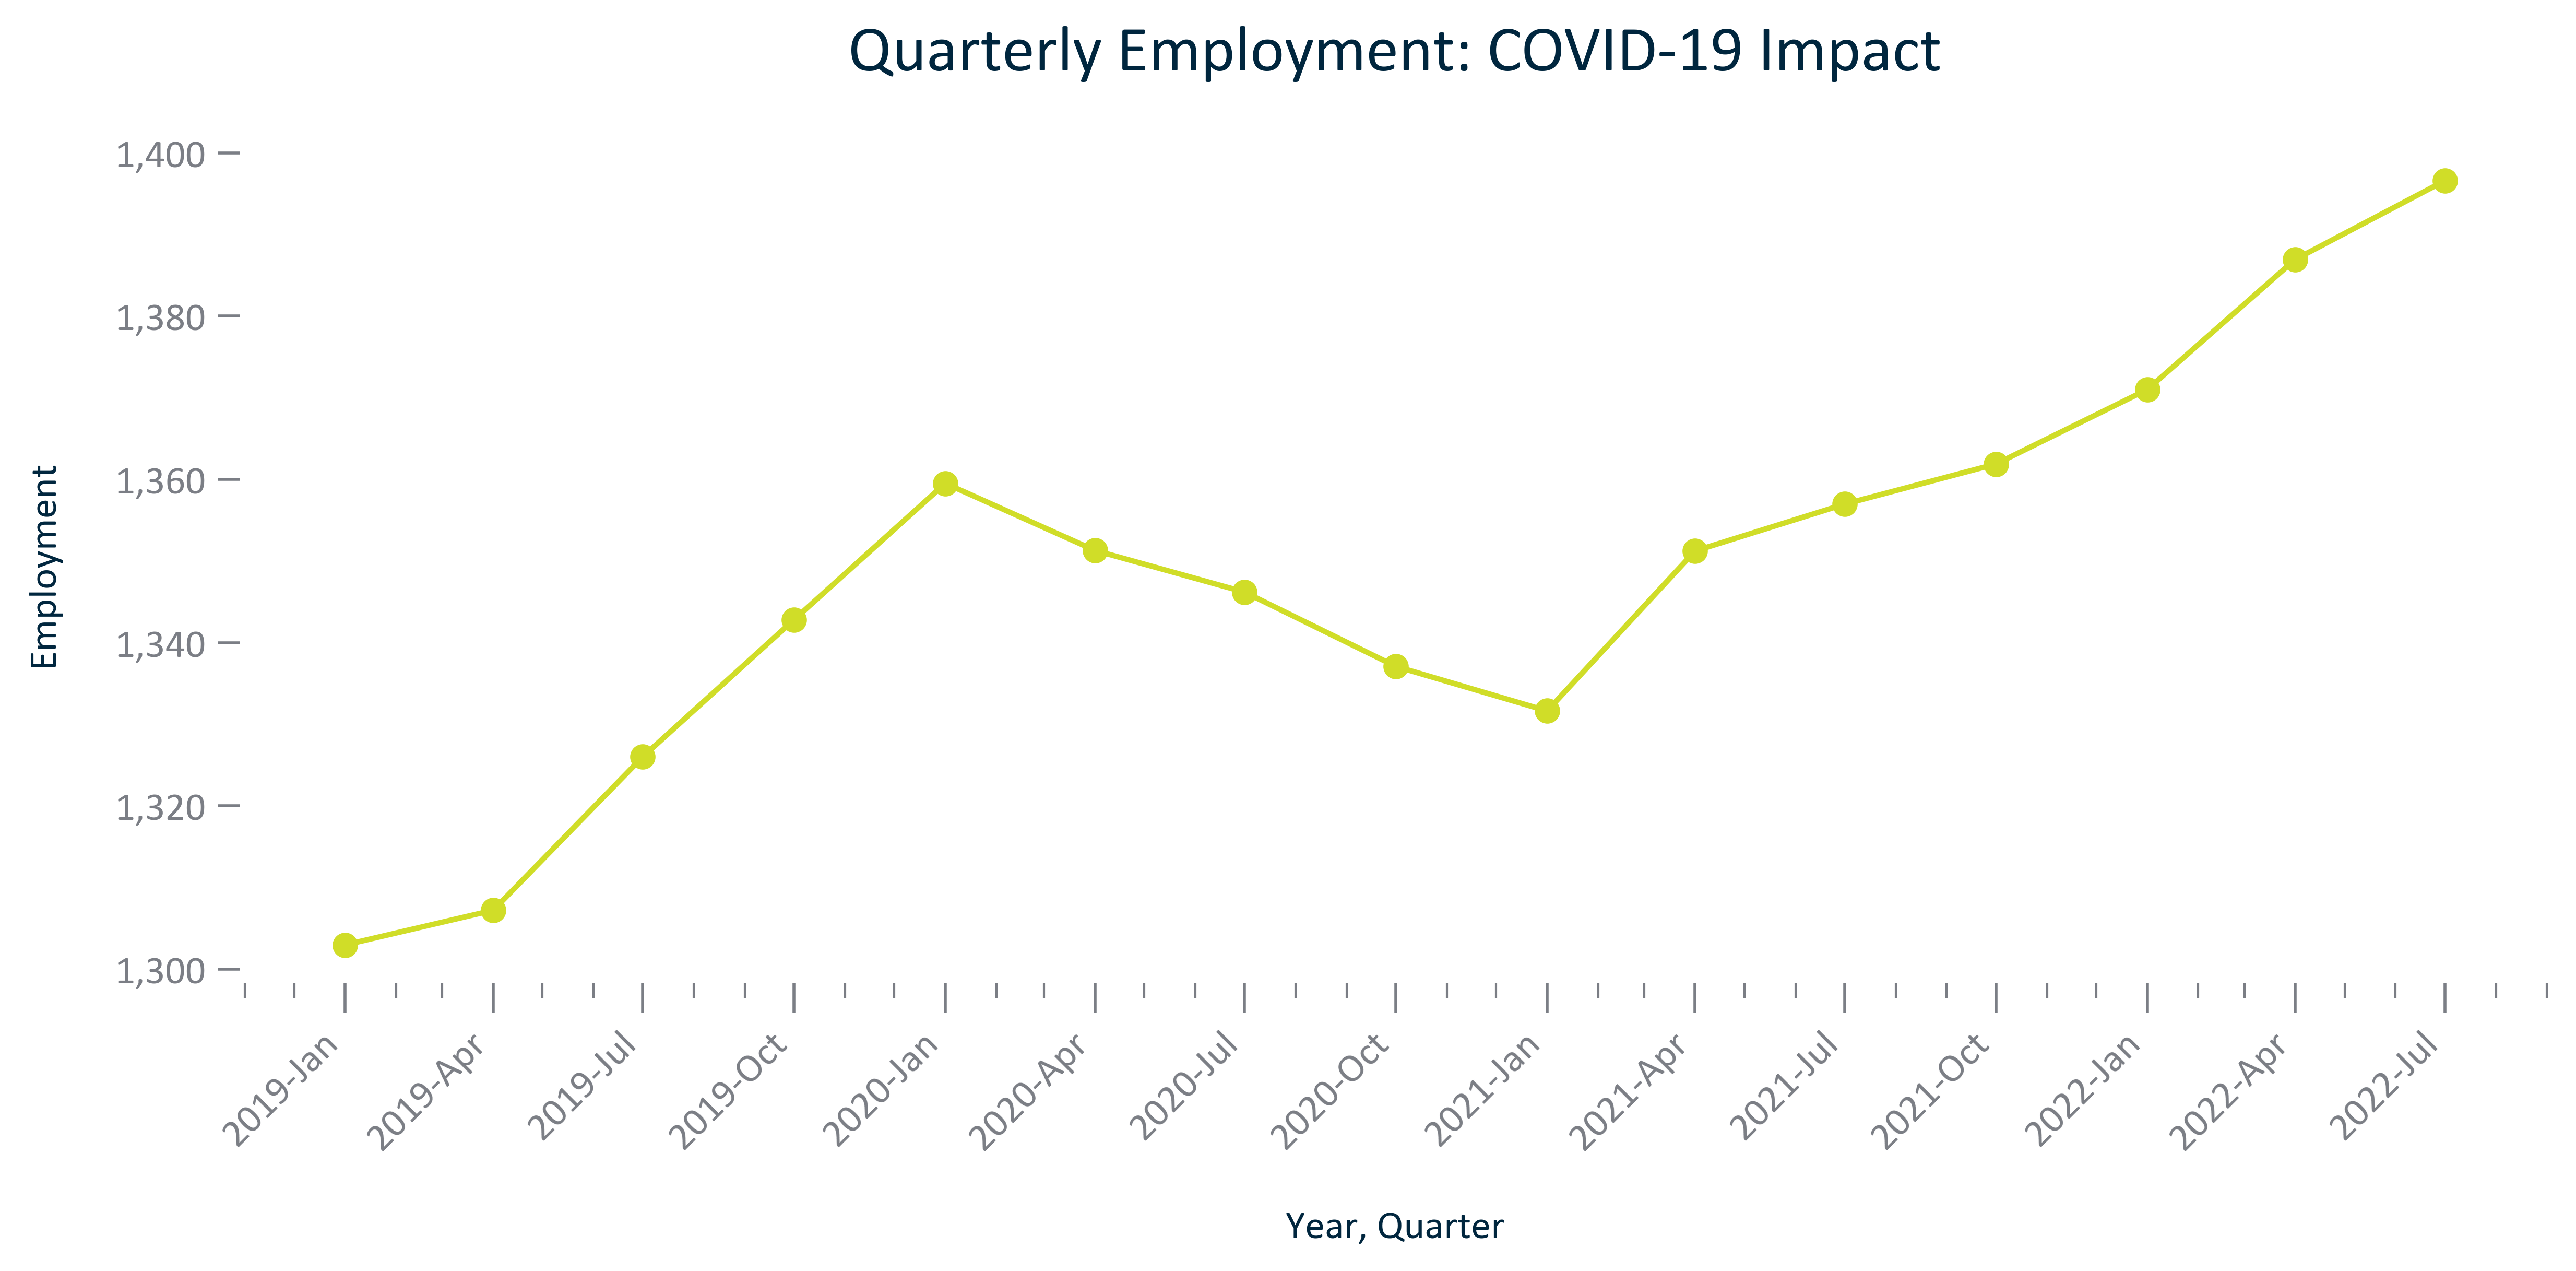 Quarterly Employment: COVID-19 Impact
1,400
1,380
1,360
1,340
1,320
1,300
Employment
2019-Jan
2019-Apr
2019-Jul
2019-Oct
2020-Jan
2020-Apr
2020-Jul
2020-Oct
2021-Jan
2021-Apr
2021-Jul
2021-Oct
2022-Jan
2022-Apr
2022-Jul
Year, Quarter